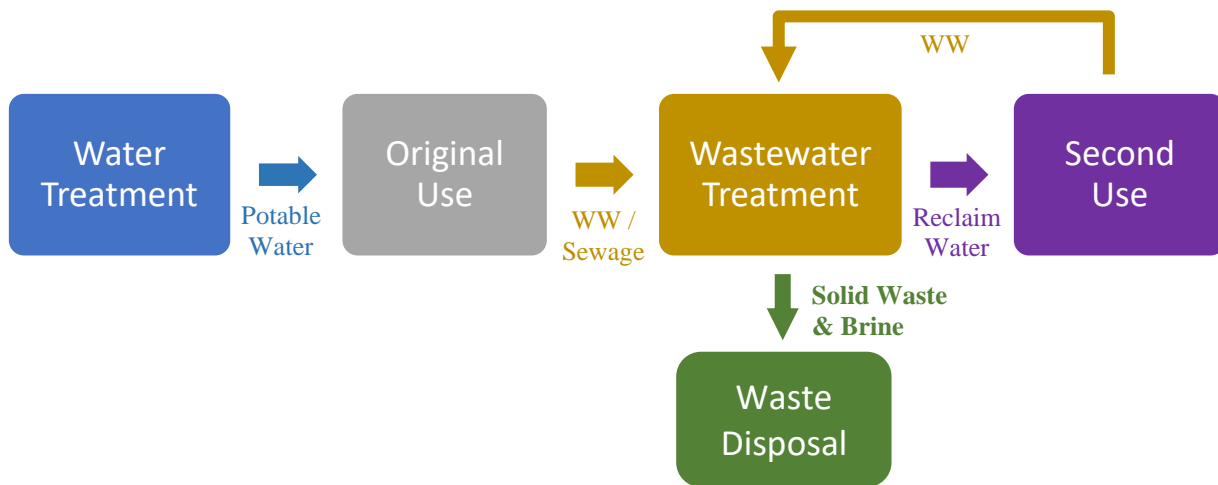 WW
Water
Treatment
Potable
Water
Original
Use
WW /
Sewage
Wastewater
Treatment
Reclaim
Water
Second
Use
Solid Waste
& Brine
Waste
Disposal